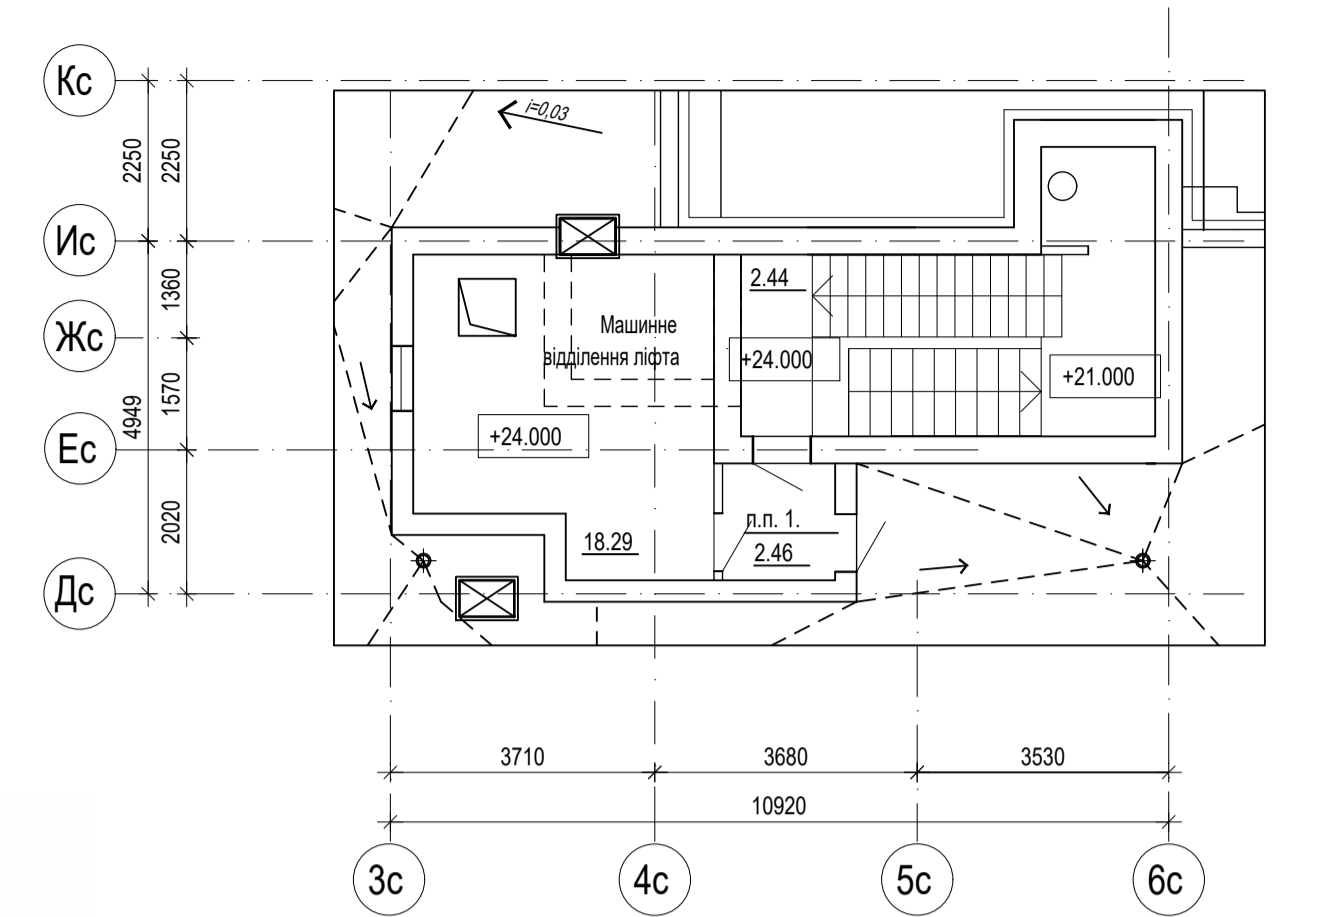 Кс
i=0,03
2250
2250
Ис
2.44
1360
Машинне
Жс
відділення ліфта
+24.000
+21.000
1570
4949
Ес
+24.000
2020
п.п. 1.
18.29
2.46
Дс
3710
3680
3530
10920
3с
4с
5с
6с